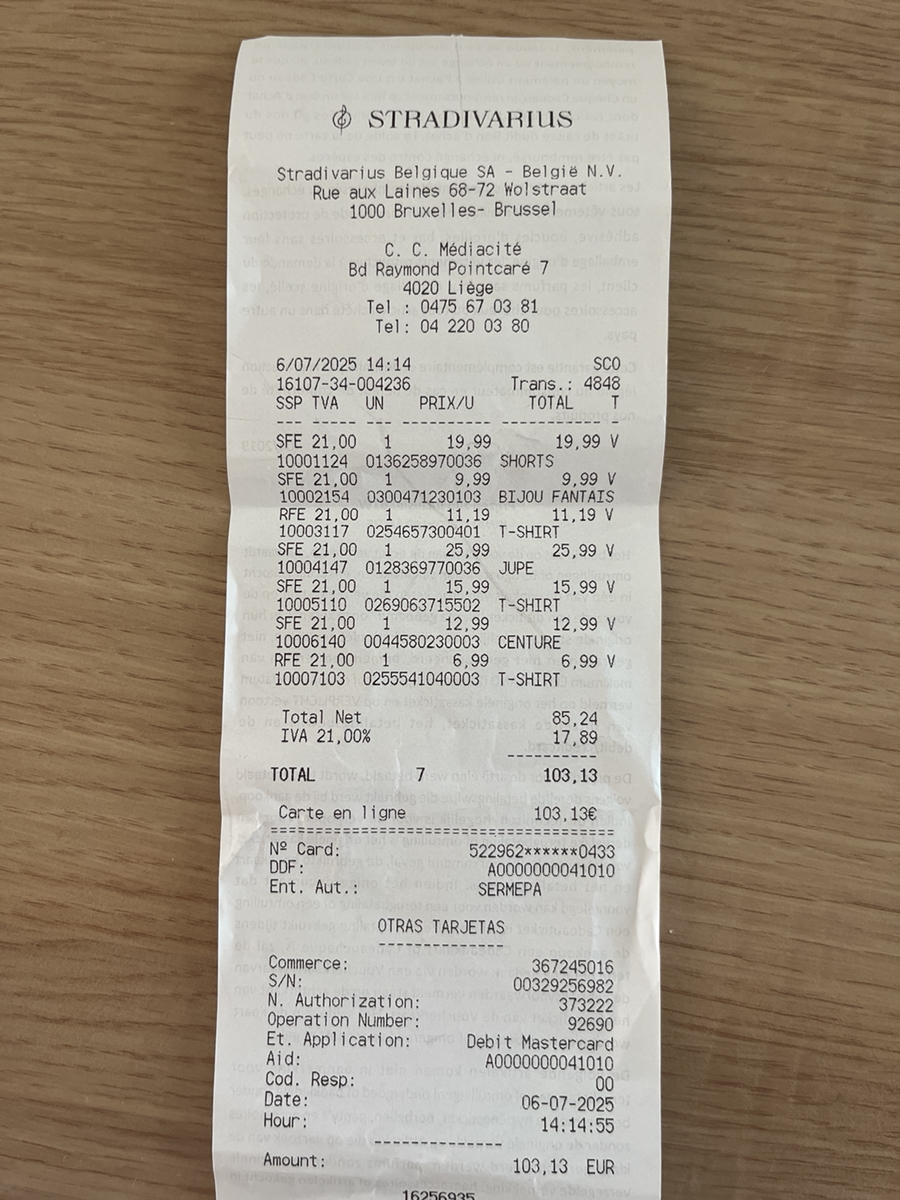 STRADIVARIUS
Stradivarius Belgique SA - België N.V.
Rue aux Laines 68-72 Wolstraat
1000 Bruxelles- Brussel
C. C. Médiacité
Bd Raymond Pointcaré 7
4020 Liège
Tel : 0475 67 03 81
Tel: 04 220 03 80
6/07/2025 14:14 SCO
16107-34-004236 Trans.: 4848
SSP TVA UN PRIX/U TOTAL T
--- ----- --- ---------- ----------- -
SFE 21,00 1 19,99 19,99 V
10001124 0136258970036 SHORTS
SFE 21,00 1 9,99 9,99 V
10002154 0300471230103 BIJOU FANTAIS
RFE 21,00 1 11,19 11,19 V
10003117 0254657300401 T-SHIRT
SFE 21,00 1 25,99 25,99 V
10004147 0128369770036 JUPE
SFE 21,00 1 15,99 15,99 V
10005110 0269063715502 T-SHIRT
SFE 21,00 1 12,99 12,99 V
10006140 0044580230003 CENTURE
RFE 21,00 1 6,99 6,99 V
10007103 0255541040003 T-SHIRT
Total Net 85,24
IVA 21,00% 17,89
----------
TOTAL 7 103,13
Carte en ligne 103,13€
======================================
Nº Card: 522962******0433
DDF: A0000000041010
Ent. Aut.: SERMEPA
OTRAS TARJETAS
--------------
Commerce: 367245016
S/N: 00329256982
N. Authorization: 373222
Operation Number: 92690
Et. Application: Debit Mastercard
Aid: A0000000041010
Cod. Resp: 00
Date: 06-07-2025
Hour: 14:14:55
--------------
Amount: 103,13 EUR
16256935